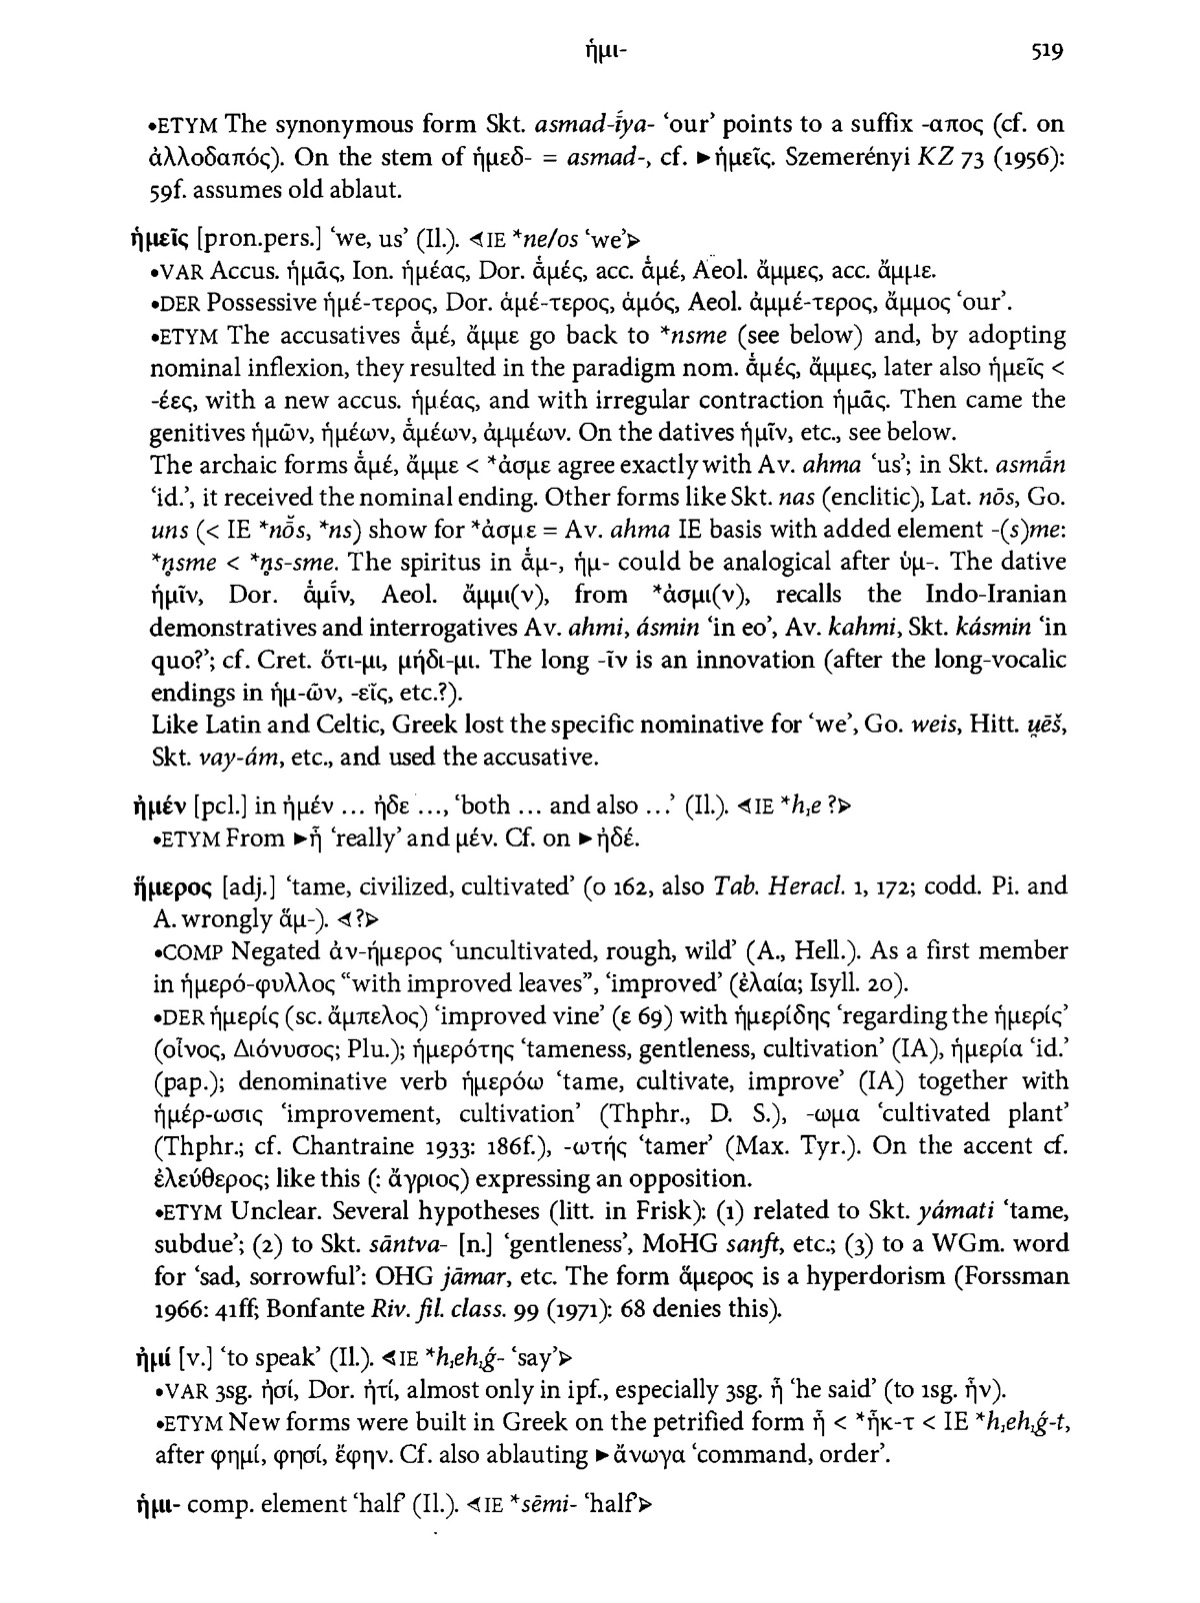 ἡμι- 519
•ETYM The synonymous form Skt. asmad-ī́ya- ‘our’ points to a suffix -απος (cf. on
ἀλλοδαπός). On the stem of ἡμεδ- = asmad-, cf. ►ἡμεῖς. Szemerényi KZ 73 (1956):
59f. assumes old ablaut.
ἡμεῖς [pron.pers.] ‘we, us’ (Il.). ⊲IE *ne/os ‘we’⊳
•VAR Accus. ἡμᾶς, Ion. ἡμέας, Dor. ᾱ̔μές, acc. ᾱ̔μέ, Aeol. ἄμμες, acc. ἄμμε.
•DER Possessive ἡμέ-τερος, Dor. ἁμέ-τερος, ἁμός, Aeol. ἀμμέ-τερος, ἄμμος ‘our’.
•ETYM The accusatives ᾱ̔μέ, ἄμμε go back to *nsme (see below) and, by adopting
nominal inflexion, they resulted in the paradigm nom. ᾱ̔μές, ἄμμες, later also ἡμεῖς <
-έες, with a new accus. ἡμέας, and with irregular contraction ἡμᾶς. Then came the
genitives ἡμῶν, ἡμέων, ᾱ̔μέων, ἀμμέων. On the datives ἡμῖν, etc., see below.
The archaic forms ᾱ̔μέ, ἄμμε < *ἀσμε agree exactly with Av. ahma ‘us’; in Skt. asmā́n
‘id.’, it received the nominal ending. Other forms like Skt. nas (enclitic), Lat. nōs, Go.
uns (< IE *nō̆s, *ns) show for *ἀσμε = Av. ahma IE basis with added element -(s)me:
*n̥sme < *n̥s-sme. The spiritus in ᾱ̔μ-, ἡμ- could be analogical after ὑμ-. The dative
ἡμῖν, Dor. ᾱ̔μί̄ν, Aeol. ἄμμι(ν), from *ἀσμι(ν), recalls the Indo-Iranian
demonstratives and interrogatives Av. ahmi, ásmin ‘in eo’, Av. kahmi, Skt. kásmin ‘in
quo?’; cf. Cret. ὅτι-μι, μήδι-μι. The long -ῖν is an innovation (after the long-vocalic
endings in ἡμ-ῶν, -εῖς, etc.?).
Like Latin and Celtic, Greek lost the specific nominative for ‘we’, Go. weis, Hitt. u̯ēš,
Skt. vay-ám, etc., and used the accusative.
ἠμέν [pcl.] in ἠμέν ... ἠδε ..., ‘both ... and also ...’ (Il.). ⊲IE *h₁e ?⊳
•ETYM From ►ἦ ‘really’ and μέν. Cf. on ►ἠδέ.
ἥμερος [adj.] ‘tame, civilized, cultivated’ (ο 162, also Tab. Heracl. 1, 172; codd. Pi. and
A. wrongly ἅμ-). ⊲?⊳
•COMP Negated ἀν-ήμερος ‘uncultivated, rough, wild’ (A., Hell.). As a first member
in ἡμερό-φυλλος “with improved leaves”, ‘improved’ (ἐλαία; Isyll. 20).
•DER ἡμερίς (sc. ἄμπελος) ‘improved vine’ (ε 69) with ἡμερίδης ‘regarding the ἡμερίς’
(οἶνος, Διόνυσος; Plu.); ἡμερότης ‘tameness, gentleness, cultivation’ (IA), ἡμερία ‘id.’
(pap.); denominative verb ἡμερόω ‘tame, cultivate, improve’ (IA) together with
ἡμέρ-ωσις ‘improvement, cultivation’ (Thphr., D. S.), -ωμα ‘cultivated plant’
(Thphr.; cf. Chantraine 1933: 186f.), -ωτής ‘tamer’ (Max. Tyr.). On the accent cf.
ἐλεύθερος; like this (: ἄγριος) expressing an opposition.
•ETYM Unclear. Several hypotheses (litt. in Frisk): (1) related to Skt. yámati ‘tame,
subdue’; (2) to Skt. sāntva- [n.] ‘gentleness’, MoHG sanft, etc.; (3) to a WGm. word
for ‘sad, sorrowful’: OHG jāmar, etc. The form ἅμερος is a hyperdorism (Forssman
1966: 41ff; Bonfante Riv. fil. class. 99 (1971): 68 denies this).
ἠμί [v.] ‘to speak’ (Il.). ⊲IE *h₁eh₁ǵ- ‘say’⊳
•VAR 3sg. ἠσί, Dor. ἠτί, almost only in ipf., especially 3sg. ἦ ‘he said’ (to 1sg. ἦν).
•ETYM New forms were built in Greek on the petrified form ἦ < *ἦκ-τ < IE *h₁eh₁ǵ-t,
after φημί, φησί, ἔφην. Cf. also ablauting ►ἄνωγα ‘command, order’.
ἡμι- comp. element ‘half’ (Il.). ⊲IE *sēmi- ‘half’⊳